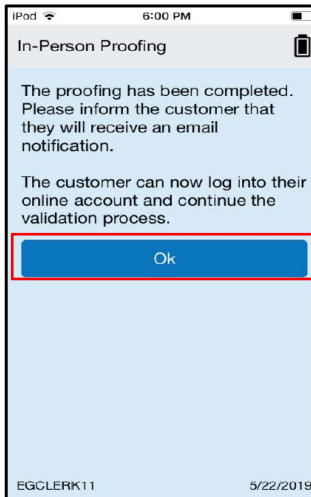 iPod 6:00 PM
In-Person Proofing
The proofing has been completed.
Please inform the customer that
they will receive an email
notification.
The customer can now log into their
online account and continue the
validation process.
Ok
EGCLERK11 5/22/2019